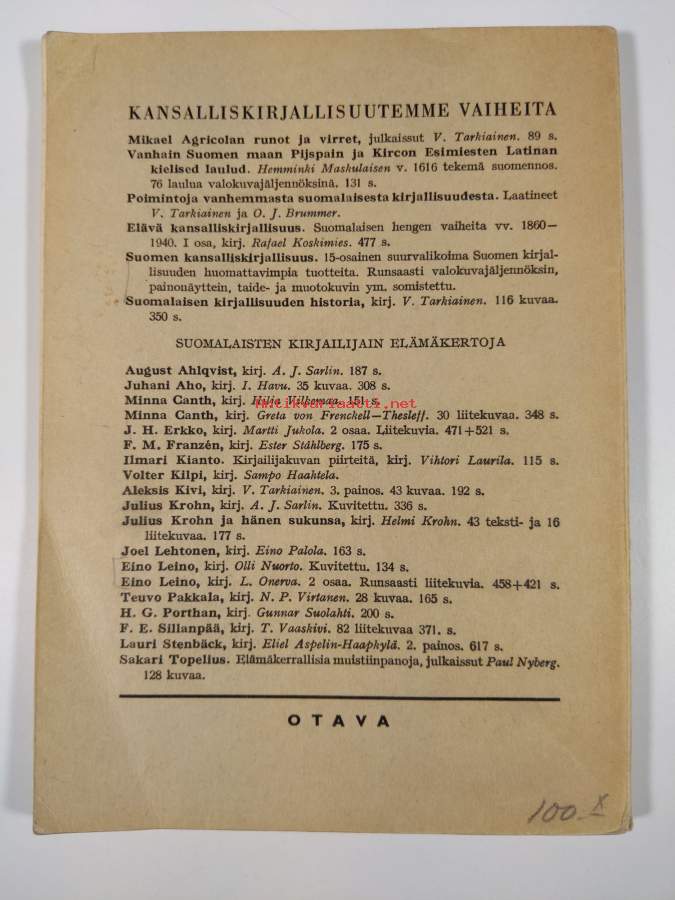 KANSALLISKIRJALLISUUTEMME VAIHEITA
Mikael Agricolan runot ja virret, julkaissut V. Tarkiainen. 89 s.
Vanhain Suomen maan Pijspain ja Kircon Esimiesten Latinan
kielised laulud. Hemminki Maskulaisen v. 1616 tekemä suomennos.
76 laulua valokuvajäljennöksinä. 131 s.
Poimintoja vanhemmasta suomalaisesta kirjallisuudesta. Laatineet
V. Tarkiainen ja O. J. Brummer.
Elävä kansalliskirjallisuus. Suomalaisen hengen vaiheita vv. 1860—
1940. I osa, kirj. Rafael Koskimies. 477 s.
Suomen kansalliskirjallisuus. 15-osainen suurvalikoima Suomen kirjal-
lisuuden huomattavimpia tuotteita. Runsaasti valokuvajäljennöksin,
painonäyttein, taide- ja muotokuvin ym. somistettu.
Suomalaisen kirjallisuuden historia, kirj. V. Tarkiainen. 116 kuvaa.
350 s.
SUOMALAISTEN KIRJAILIJAIN ELÄMÄKERTOJA
August Ahlqvist, kirj. A. J. Sarlin. 187 s.
Juhani Aho, kirj. I. Havu. 35 kuvaa. 308 s.
Minna Canth, kirj. Hilja Vilkemaa. 151 s.
antikvariaatti.net
Minna Canth, kirj. Greta von Frenckell—Thesleff. 30 liitekuvaa. 348 s.
J. H. Erkko, kirj. Martti Jukola. 2 osaa. Liitekuvia. 471+521 s.
F. M. Franzén, kirj. Ester Ståhlberg. 175 s.
Ilmari Kianto. Kirjailijakuvan piirteitä, kirj. Vihtori Laurila. 115 s.
Volter Kilpi, kirj. Sampo Haahtela.
Aleksis Kivi, kirj. V. Tarkiainen. 3. painos. 43 kuvaa. 192 s.
Julius Krohn, kirj. A. J. Sarlin. Kuvitettu. 336 s.
Julius Krohn ja hänen sukunsa, kirj. Helmi Krohn. 43 teksti- ja 16
liitekuvaa. 177 s.
Joel Lehtonen, kirj. Eino Palola. 163 s.
Eino Leino, kirj. Olli Nuorto. Kuvitettu. 134 s.
Eino Leino, kirj. L. Onerva. 2 osaa. Runsaasti liitekuvia. 458+421 s.
Teuvo Pakkala, kirj. N. P. Virtanen. 28 kuvaa. 165 s.
H. G. Porthan, kirj. Gunnar Suolahti. 200 s.
F. E. Sillanpää, kirj. T. Vaaskivi. 82 liitekuvaa 371. s.
Lauri Stenbäck, kirj. Eliel Aspelin-Haapkylä. 2. painos. 617 s.
Sakari Topelius. Elämäkerrallisia muistiinpanoja, julkaissut Paul Nyberg.
128 kuvaa.
OTAVA
100.x